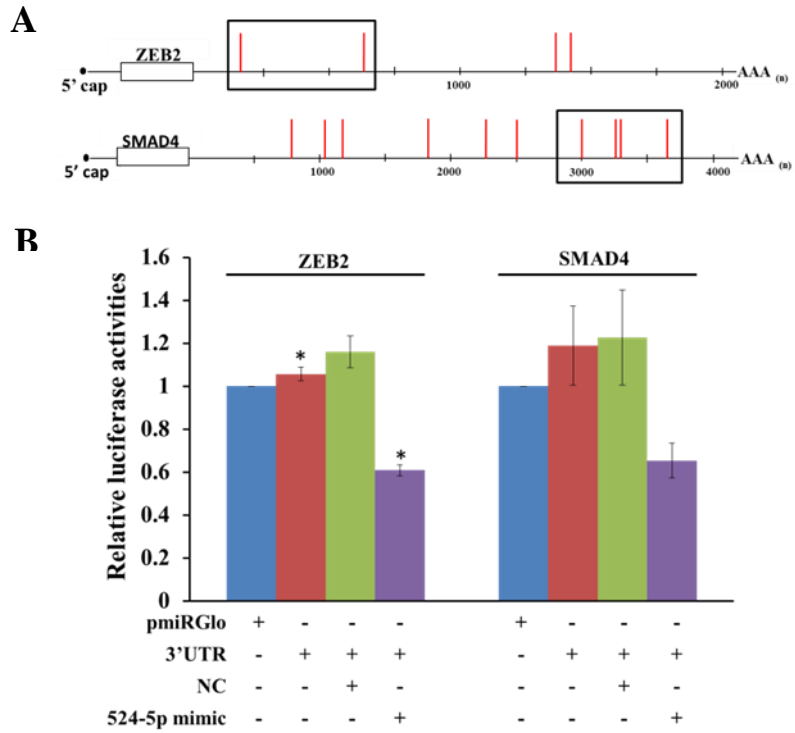 A
ZEB2
5' cap
1000
2000
AAA (n)
SMAD4
5' cap
1000
2000
3000
4000
AAA (n)
B
ZEB2
SMAD4
Relative luciferase activities
1.6
1.4
1.2
1
0.8
0.6
0.4
0.2
0
*
*
pmiRGlo + - - - + - - -
3'UTR - + + + - + + +
NC - - + - - - + -
524-5p mimic - - - + - - - +